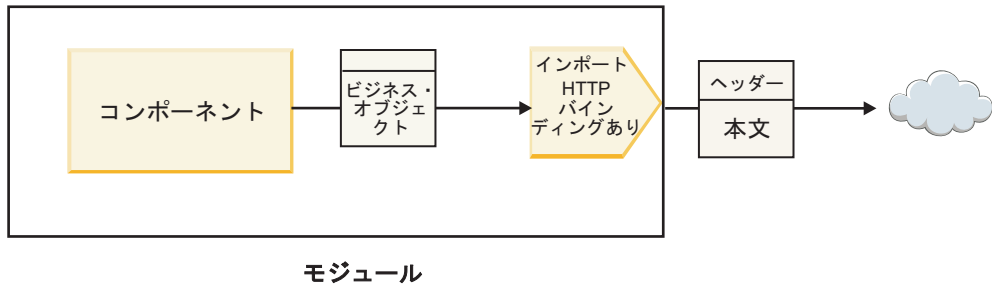 コンポーネント
ビジネス・
オブジェ
クト
インポート
HTTP
バイン
ディングあり
ヘッダー
本文
モジュール